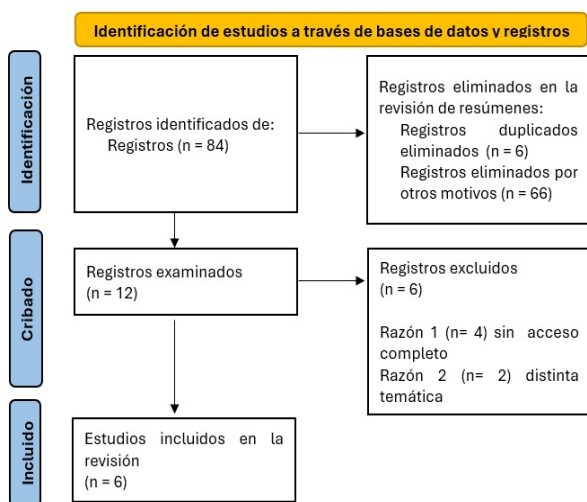 Identificación de estudios a través de bases de datos y registros
Identificación
Registros identificados de:
Registros (n = 84)
Registros eliminados en la
revisión de resúmenes:
Registros duplicados
eliminados (n = 6)
Registros eliminados por
otros motivos (n = 66)
Cribado
Registros examinados
(n = 12)
Registros excluidos
(n = 6)
Razón 1 (n= 4) sin acceso
completo
Razón 2 (n= 2) distinta
temática
Incluido
Estudios incluidos en la
revisión
(n = 6)